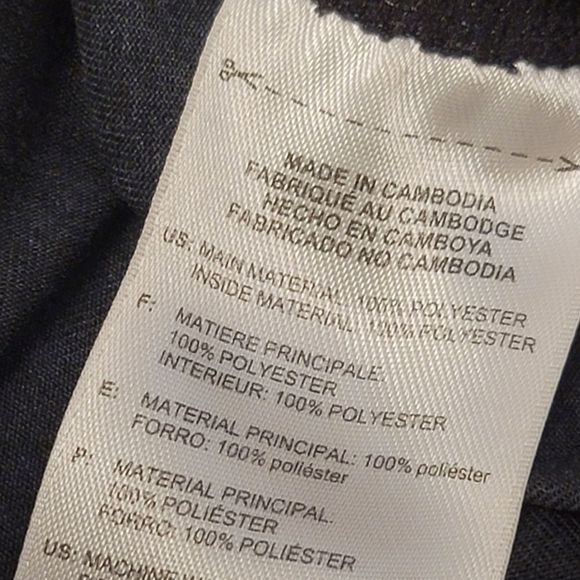 MADE IN CAMBODIA
FABRIQUÉ AU CAMBODGE
HECHO EN CAMBOYA
FABRICADO NO CAMBODIA
US: MAIN MATERIAL: 100% POLYESTER
INSIDE MATERIAL: 100% POLYESTER
F: MATIERE PRINCIPALE:
100% POLYESTER
INTERIEUR: 100% POLYESTER
E: MATERIAL PRINCIPAL: 100% poliéster
FORRO: 100% poliéster
P: MATERIAL PRINCIPAL:
100% POLIÉSTER
FORRO: 100% POLIÉSTER
US: MACHINE